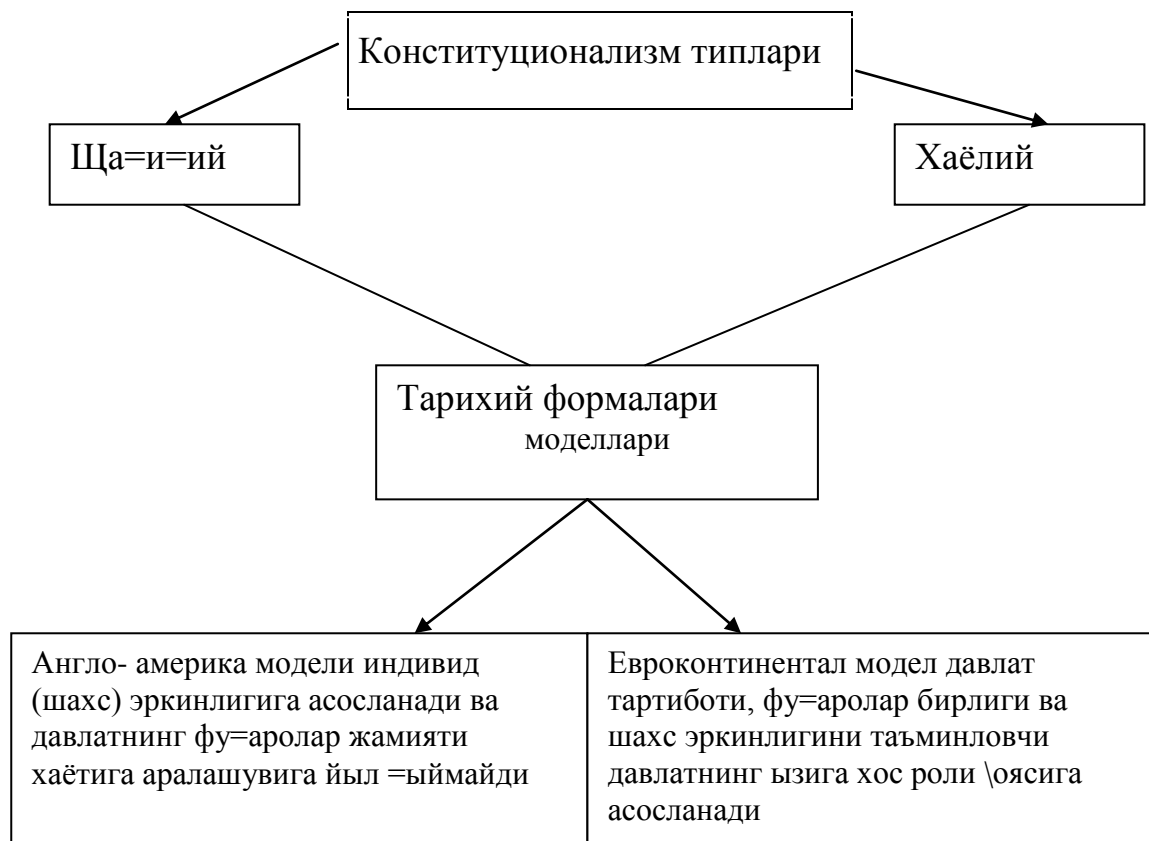 Конституционализм типлари
Ща=и=ий
Хаёлий
Тарихий формалари
моделлари
Англо- америка модели индивид
(шахс) эркинлигига асосланади ва
давлатнинг фу=аролар жамияти
хаётига аралашувига йыл =ыймайди
Евроконтинентал модел давлат
тартиботи, фу=аролар бирлиги ва
шахс эркинлигини таъминловчи
давлатнинг ызига хос роли \оясига
асосланади